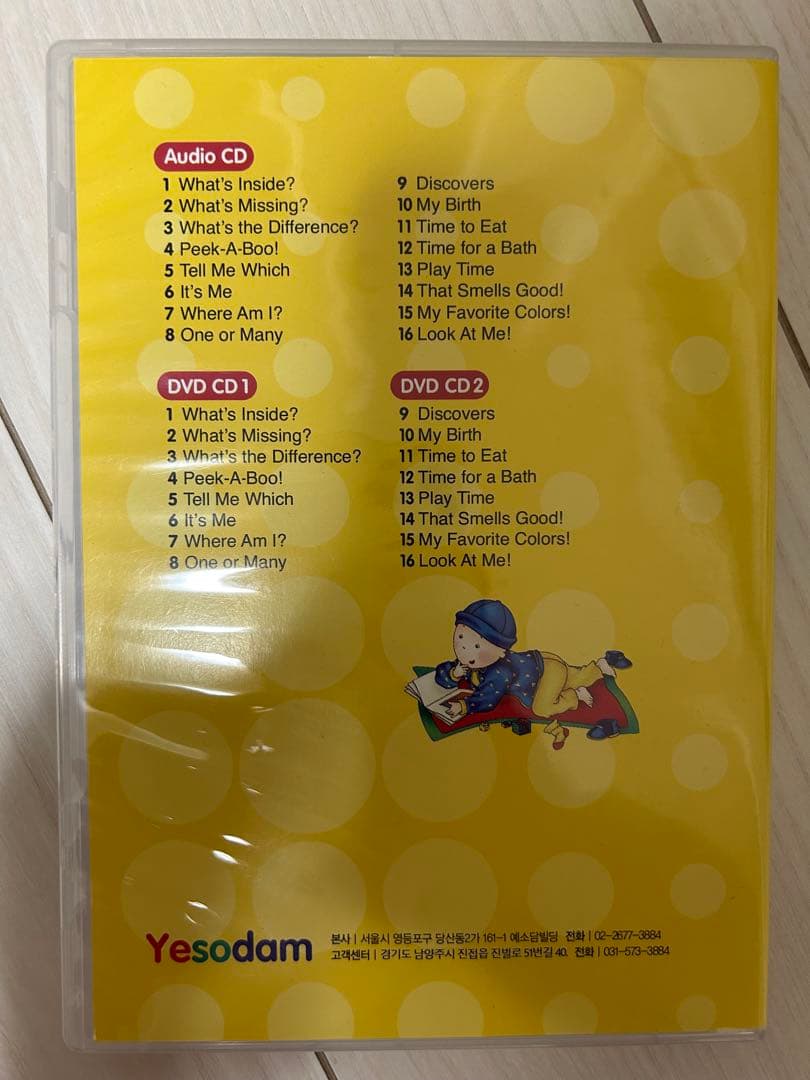 Audio CD
1 What's Inside?
2 What's Missing?
3 What's the Difference?
4 Peek-A-Boo!
5 Tell Me Which
6 It's Me
7 Where Am I?
8 One or Many
9 Discovers
10 My Birth
11 Time to Eat
12 Time for a Bath
13 Play Time
14 That Smells Good!
15 My Favorite Colors!
16 Look At Me!
DVD CD 1
1 What's Inside?
2 What's Missing?
3 What's the Difference?
4 Peek-A-Boo!
5 Tell Me Which
6 It's Me
7 Where Am I?
8 One or Many
DVD CD 2
9 Discovers
10 My Birth
11 Time to Eat
12 Time for a Bath
13 Play Time
14 That Smells Good!
15 My Favorite Colors!
16 Look At Me!
Yesodam
본사 | 서울시 영등포구 당산동2가 161-1 예소담빌딩 전화 | 02-2677-3884
고객센터 | 경기도 남양주시 진접읍 진벌로 51번길 40. 전화 | 031-573-3884